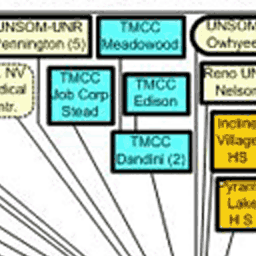 UNSOM-UNR
Pennington (5)
TMCC
Meadowood
UNSOM
Owhyee
NV
dical
ntr.
TMCC
Job Corp
Stead
TMCC
Edison
Reno UN
Nelson
TMCC
Dandini (2)
Incline
Village
HS
Pyram
Lake
H S